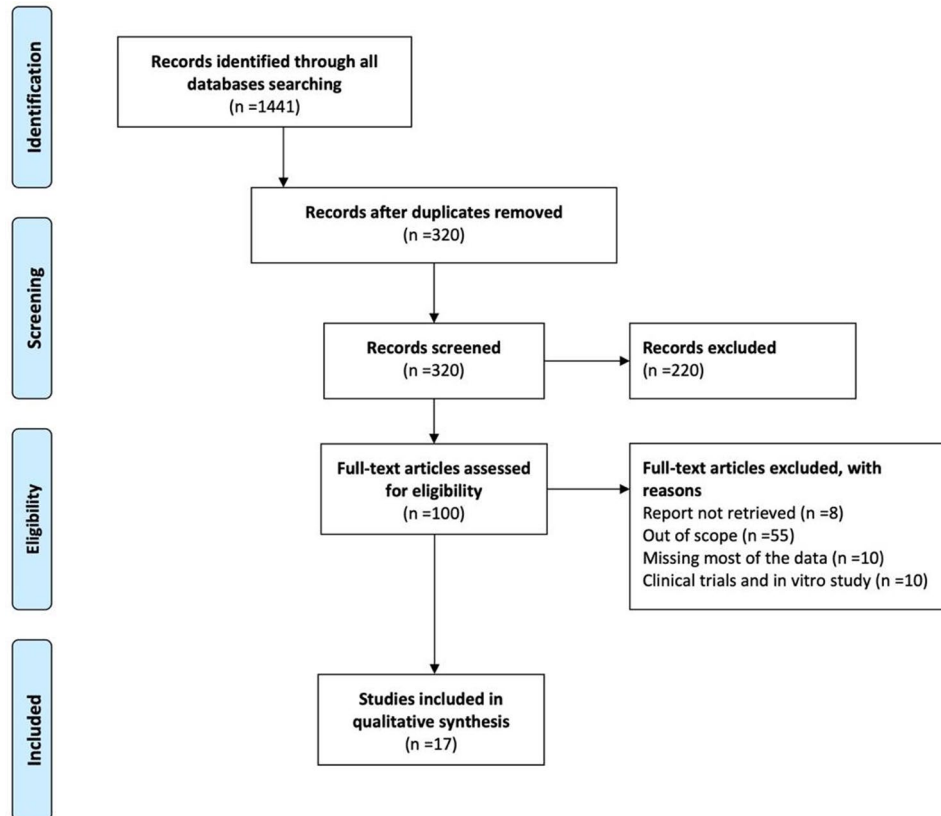 Identification
Records identified through all
databases searching
(n =1441)
Records after duplicates removed
(n =320)
Screening
Records screened
(n =320)
Records excluded
(n =220)
Eligibility
Full-text articles assessed
for eligibility
(n =100)
Full-text articles excluded, with
reasons
Report not retrieved (n =8)
Out of scope (n =55)
Missing most of the data (n =10)
Clinical trials and in vitro study (n =10)
Included
Studies included in
qualitative synthesis
(n =17)